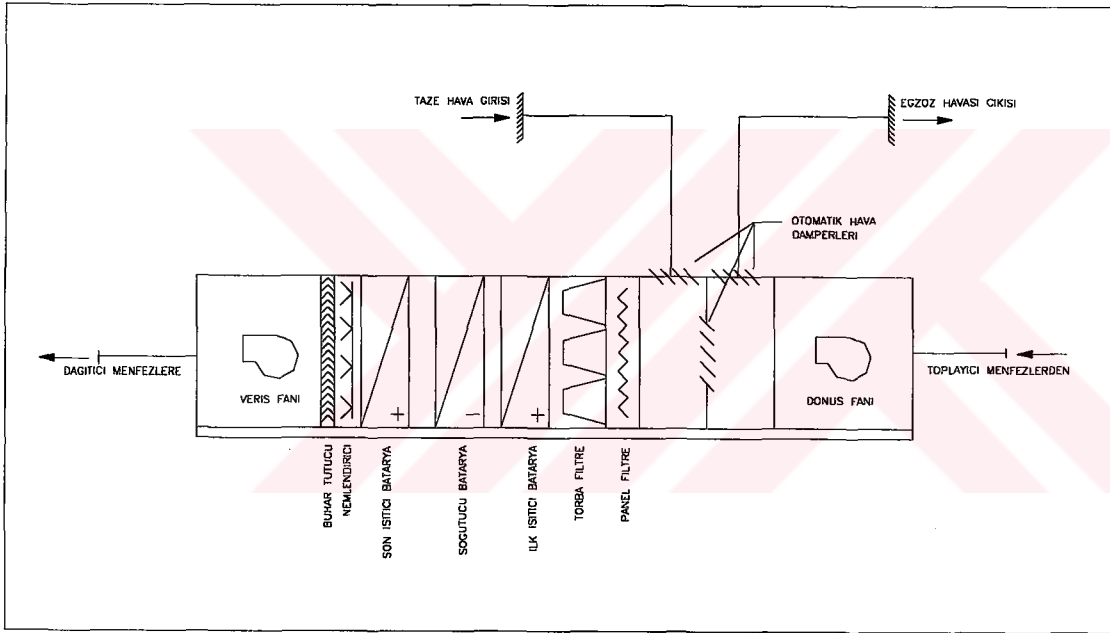 TAZE HAVA GIRISI
EGZOZ HAVASI CIKISI
OTOMATIK HAVA
DAMPERLERI
DAGITICI MENFEZLERE
VERIS FANI
DONUS FANI
TOPLAYICI MENFEZLERDEN
+
−
+
BUHAR TUTUCU
NEMLENDIRICI
SON ISITICI BATARYA
SOGUTUCU BATARYA
ILK ISITICI BATARYA
TORBA FILTRE
PANEL FILTRE